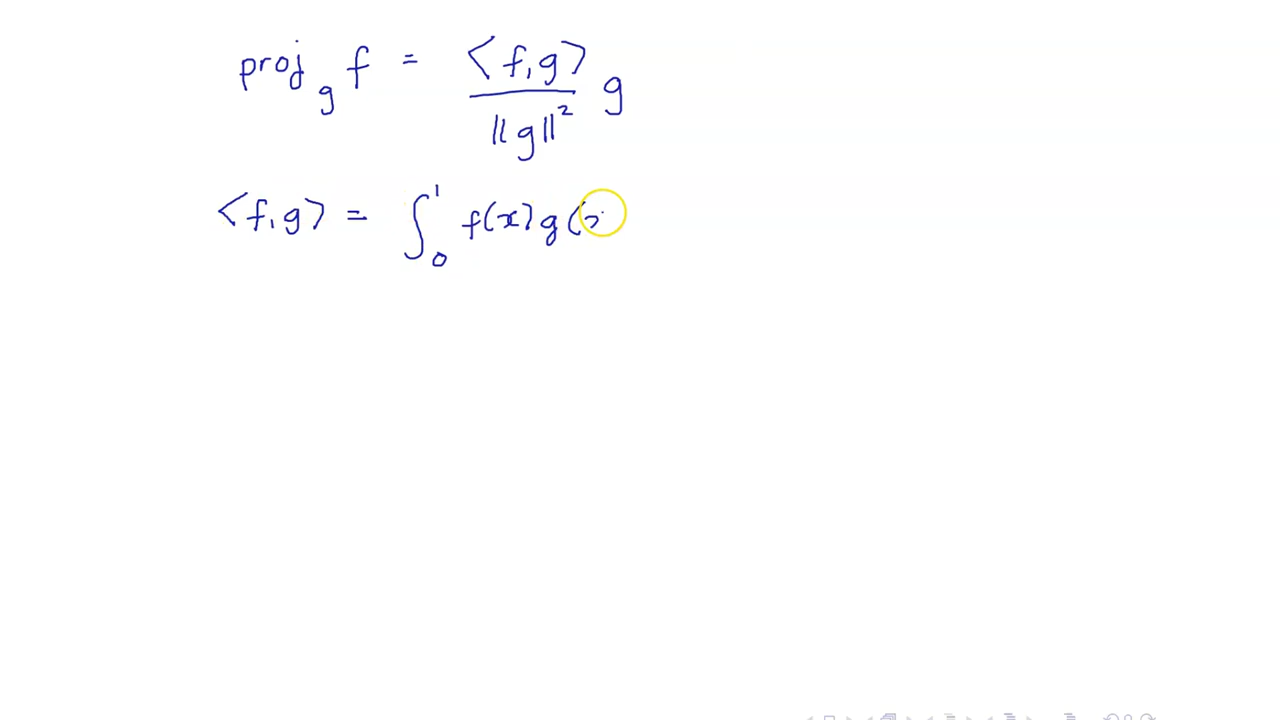 proj_g f = <f,g> / ||g||² g
<f,g> = ∫₀¹ f(x)g(x